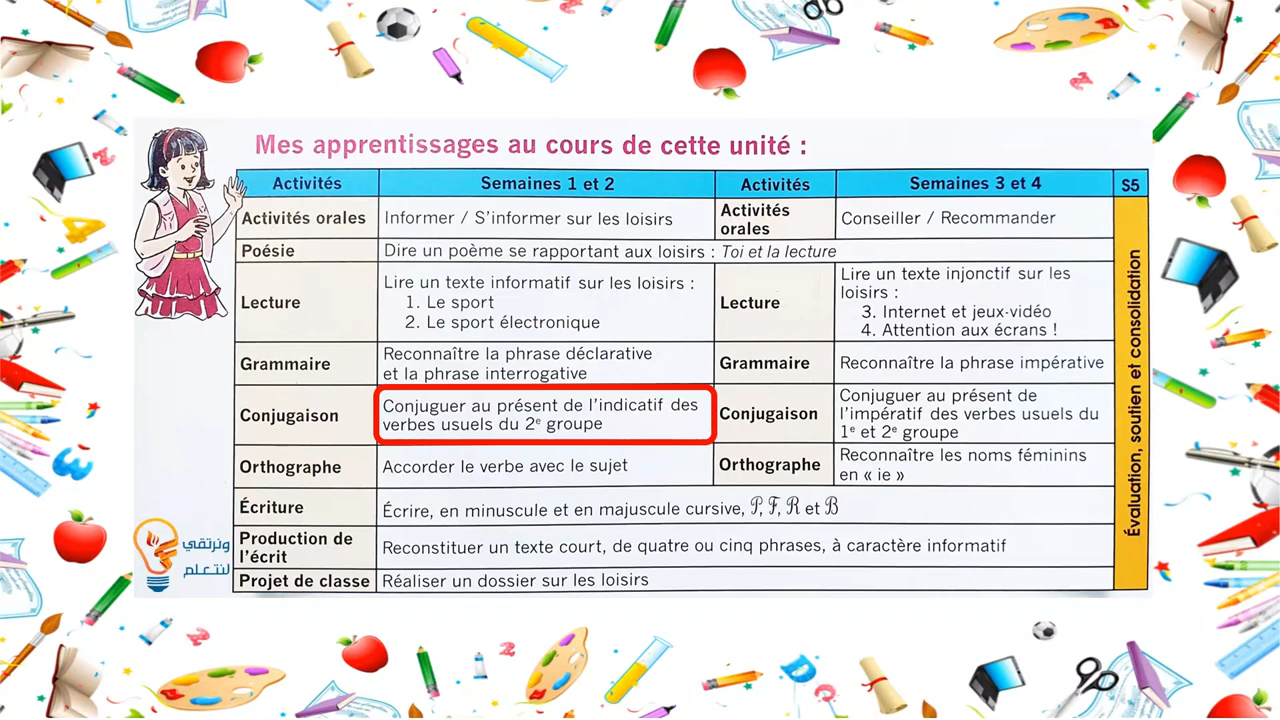 Mes apprentissages au cours de cette unité :
Activités
Semaines 1 et 2
Activités
Semaines 3 et 4
S5
Activités orales
Informer / S'informer sur les loisirs
Activités
orales
Conseiller / Recommander
Poésie
Dire un poème se rapportant aux loisirs : Toi et la lecture
Lecture
Lire un texte informatif sur les loisirs :
1. Le sport
2. Le sport électronique
Lecture
Lire un texte injonctif sur les
loisirs :
3. Internet et jeux-vidéo
4. Attention aux écrans !
Grammaire
Reconnaître la phrase déclarative
et la phrase interrogative
Grammaire
Reconnaître la phrase impérative
Conjugaison
Conjuguer au présent de l'indicatif des
verbes usuels du 2e groupe
Conjugaison
Conjuguer au présent de
l'impératif des verbes usuels du
1e et 2e groupe
Orthographe
Accorder le verbe avec le sujet
Orthographe
Reconnaître les noms féminins
en « ie »
Écriture
Écrire, en minuscule et en majuscule cursive, P, F, R et B
Production de
l'écrit
Reconstituer un texte court, de quatre ou cinq phrases, à caractère informatif
Projet de classe
Réaliser un dossier sur les loisirs
Évaluation, soutien et consolidation
ونرتقي
لنتعلم